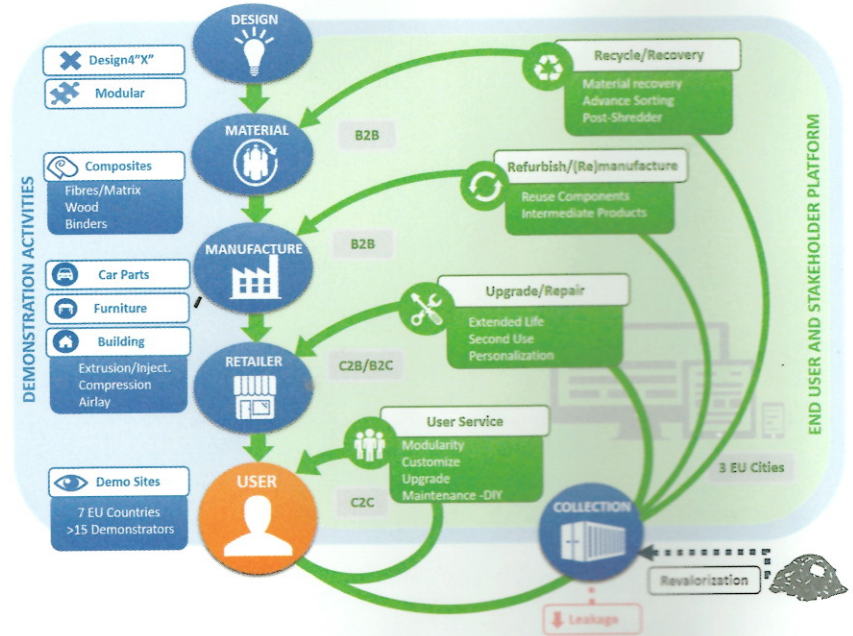 DESIGN
Design4"X"
Modular
Recycle/Recovery
Material recovery
Advance Sorting
Post-Shredder
MATERIAL
B2B
Composites
Fibres/Matrix
Wood
Binders
Refurbish/(Re)manufacture
Reuse Components
Intermediate Products
MANUFACTURE
B2B
Car Parts
Furniture
Building
Extrusion/Inject.
Compression
Airlay
Upgrade/Repair
Extended Life
Second Use
Personalization
RETAILER
C2B/B2C
User Service
Modularity
Customize
Upgrade
Maintenance -DIY
Demo Sites
7 EU Countries
>15 Demonstrators
USER
C2C
3 EU Cities
COLLECTION
Revalorization
Leakage
DEMONSTRATION ACTIVITIES
END USER AND STAKEHOLDER PLATFORM